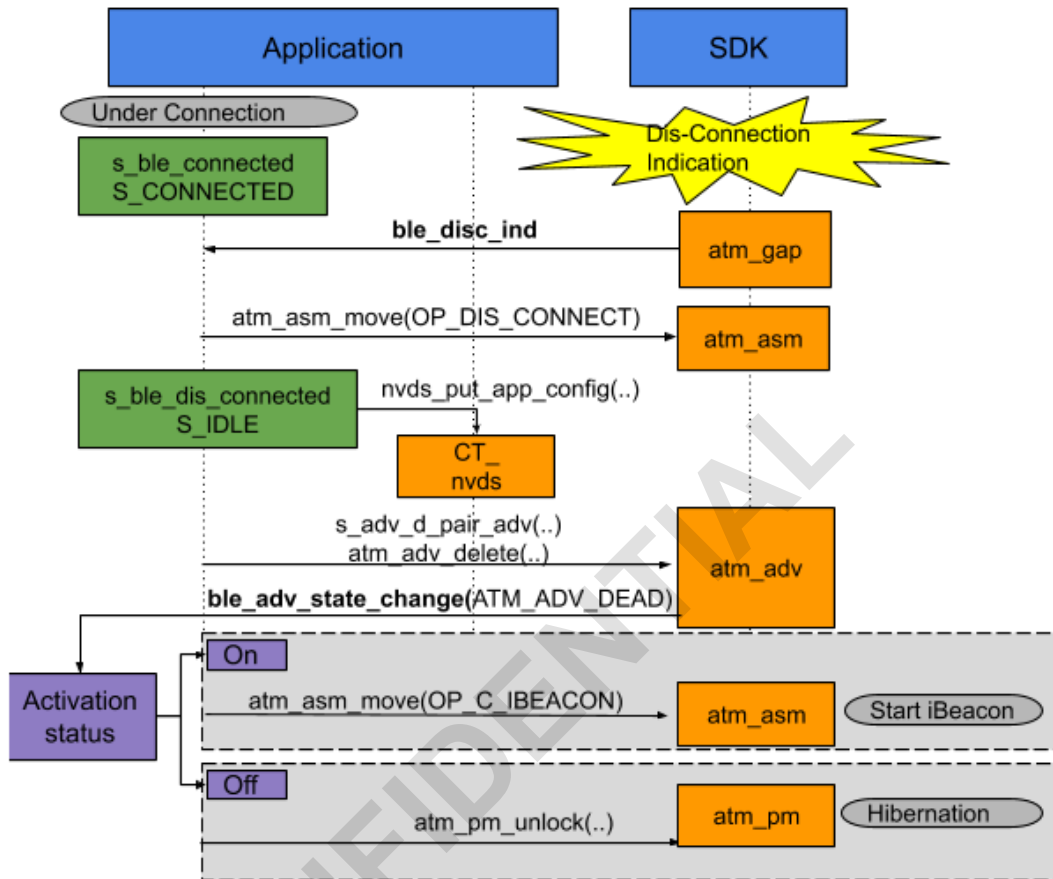 Application
SDK
Under Connection
Dis-Connection
Indication
s_ble_connected
S_CONNECTED
ble_disc_ind
atm_gap
atm_asm_move(OP_DIS_CONNECT)
atm_asm
s_ble_dis_connected
S_IDLE
nvds_put_app_config(..)
CT_
nvds
s_adv_d_pair_adv(..)
atm_adv_delete(..)
atm_adv
ble_adv_state_change(ATM_ADV_DEAD)
Activation
status
On
atm_asm_move(OP_C_IBEACON)
atm_asm
Start iBeacon
Off
atm_pm_unlock(..)
atm_pm
Hibernation
NFIDENTIAL